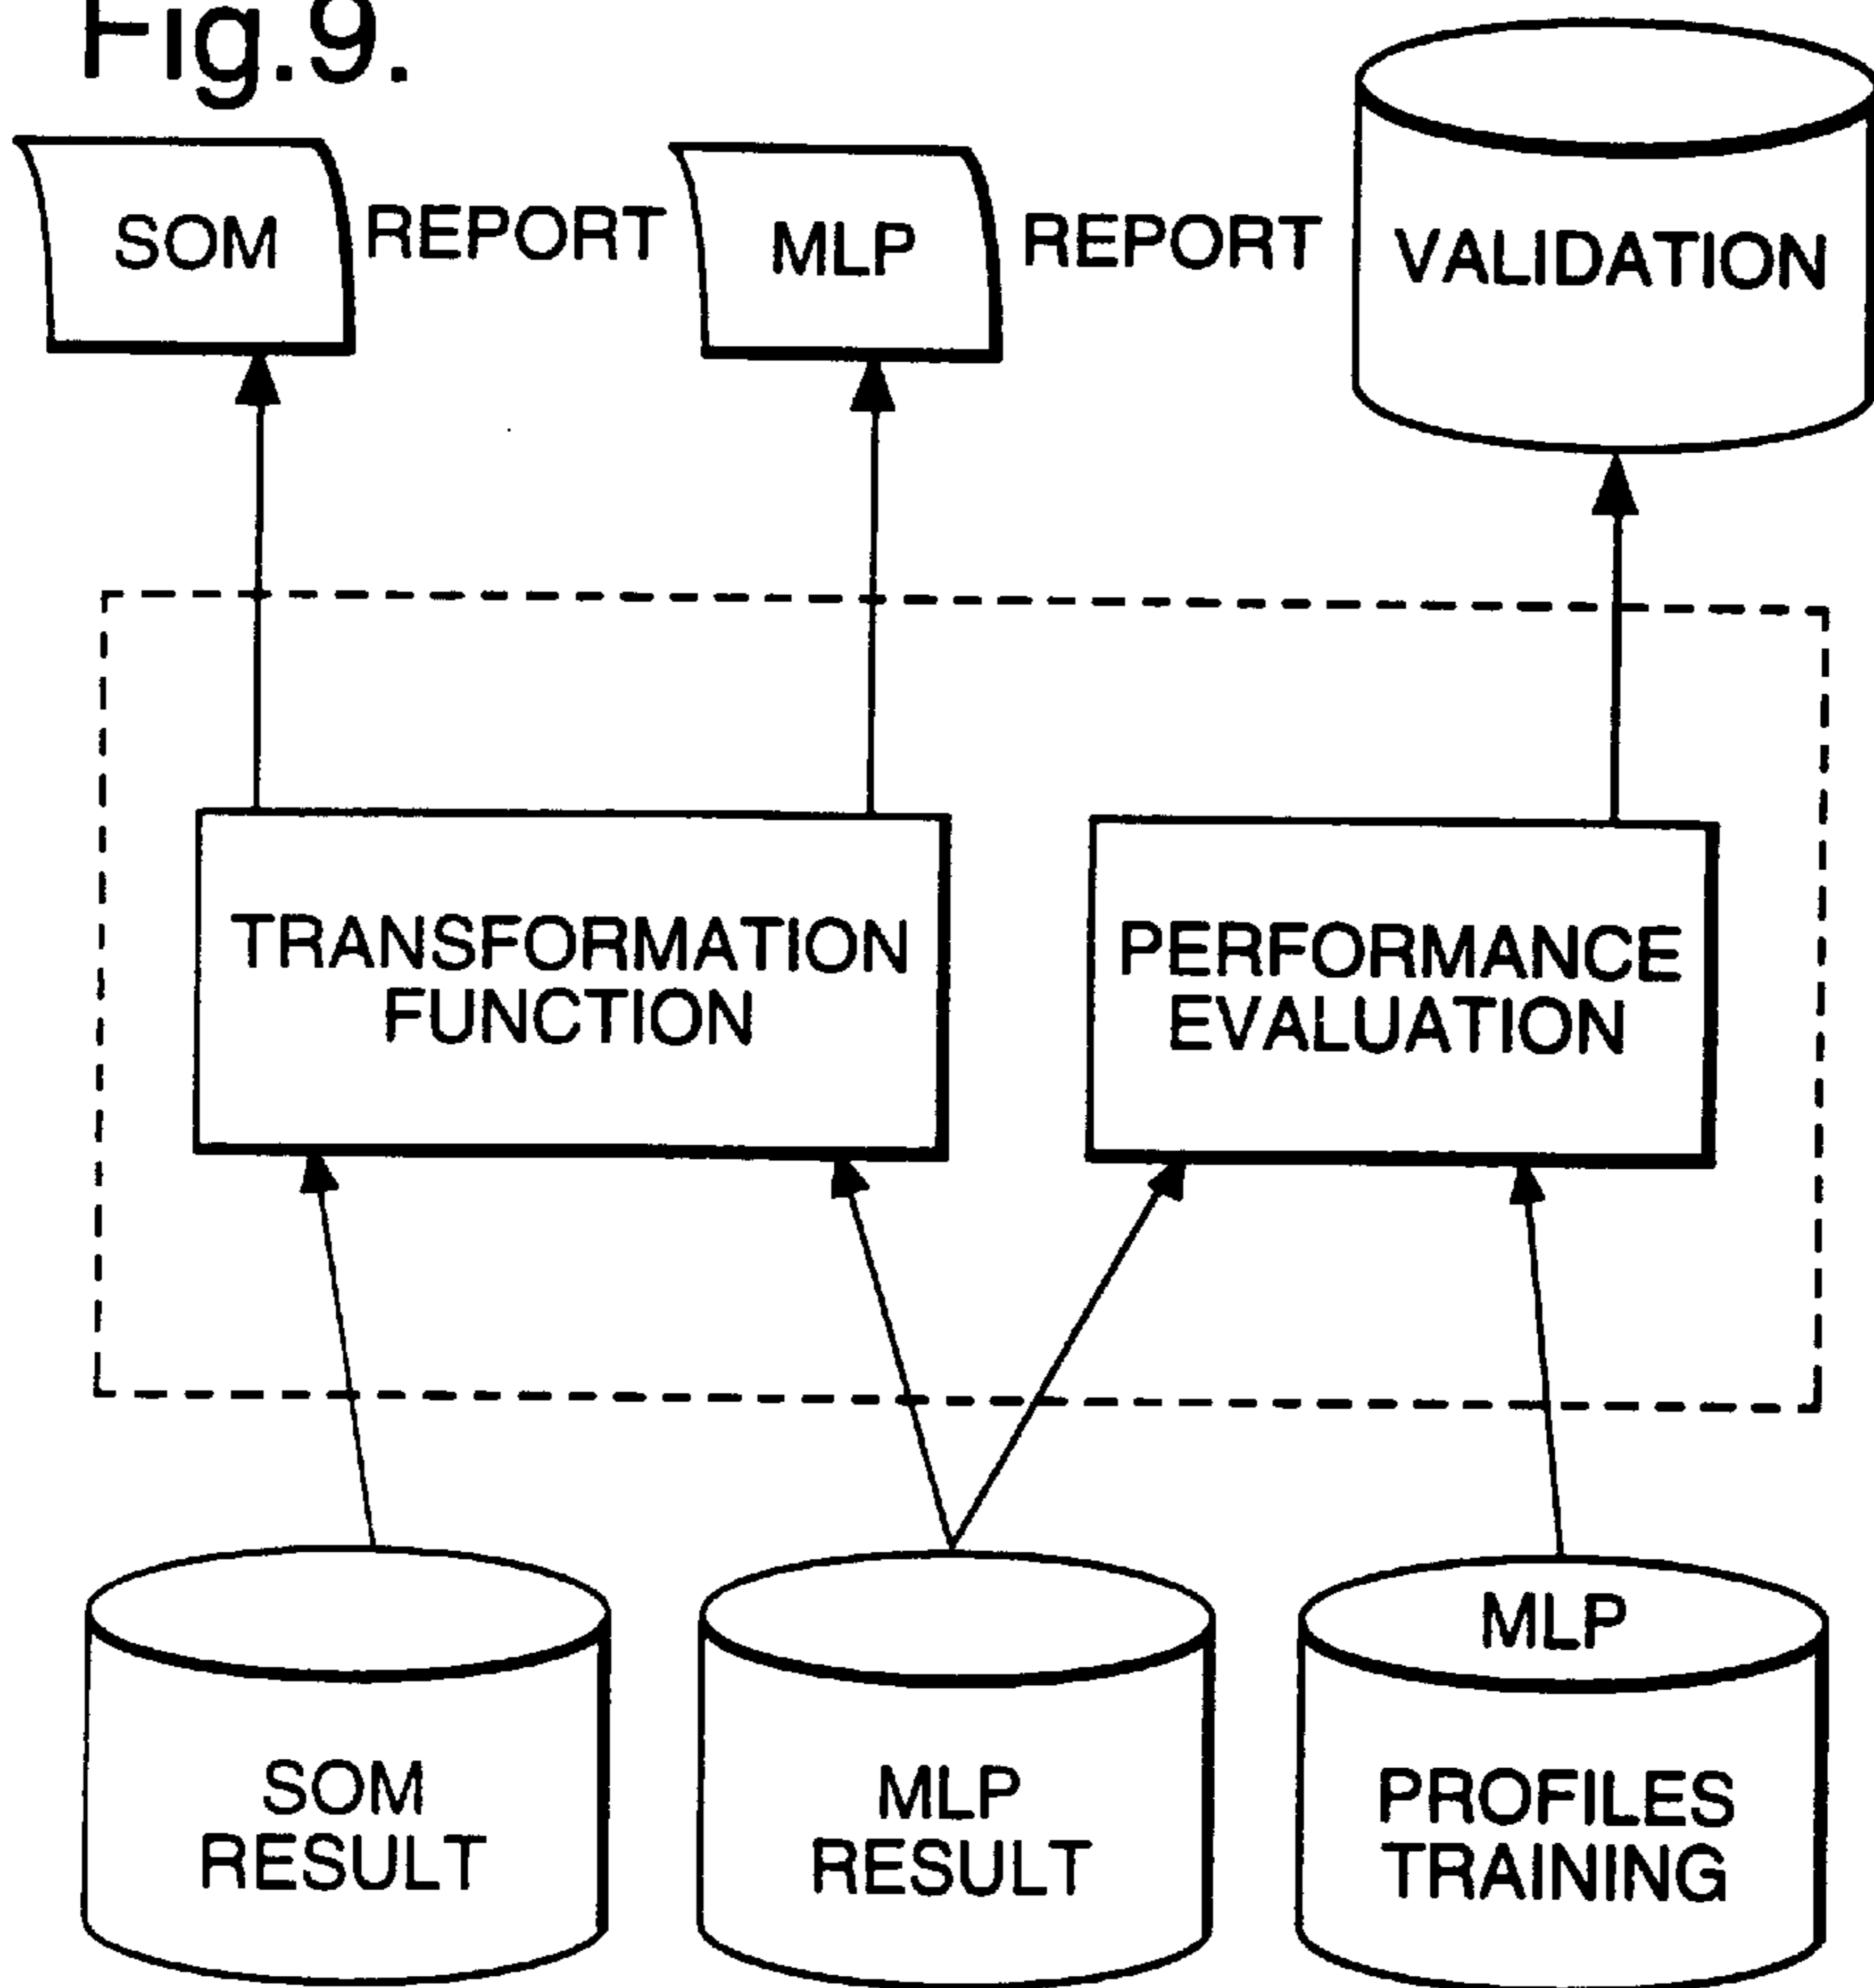 Fig.9.
SOM REPORT
MLP REPORT
VALIDATION
TRANSFORMATION
FUNCTION
PERFORMANCE
EVALUATION
SOM
RESULT
MLP
RESULT
MLP
PROFILES
TRAINING